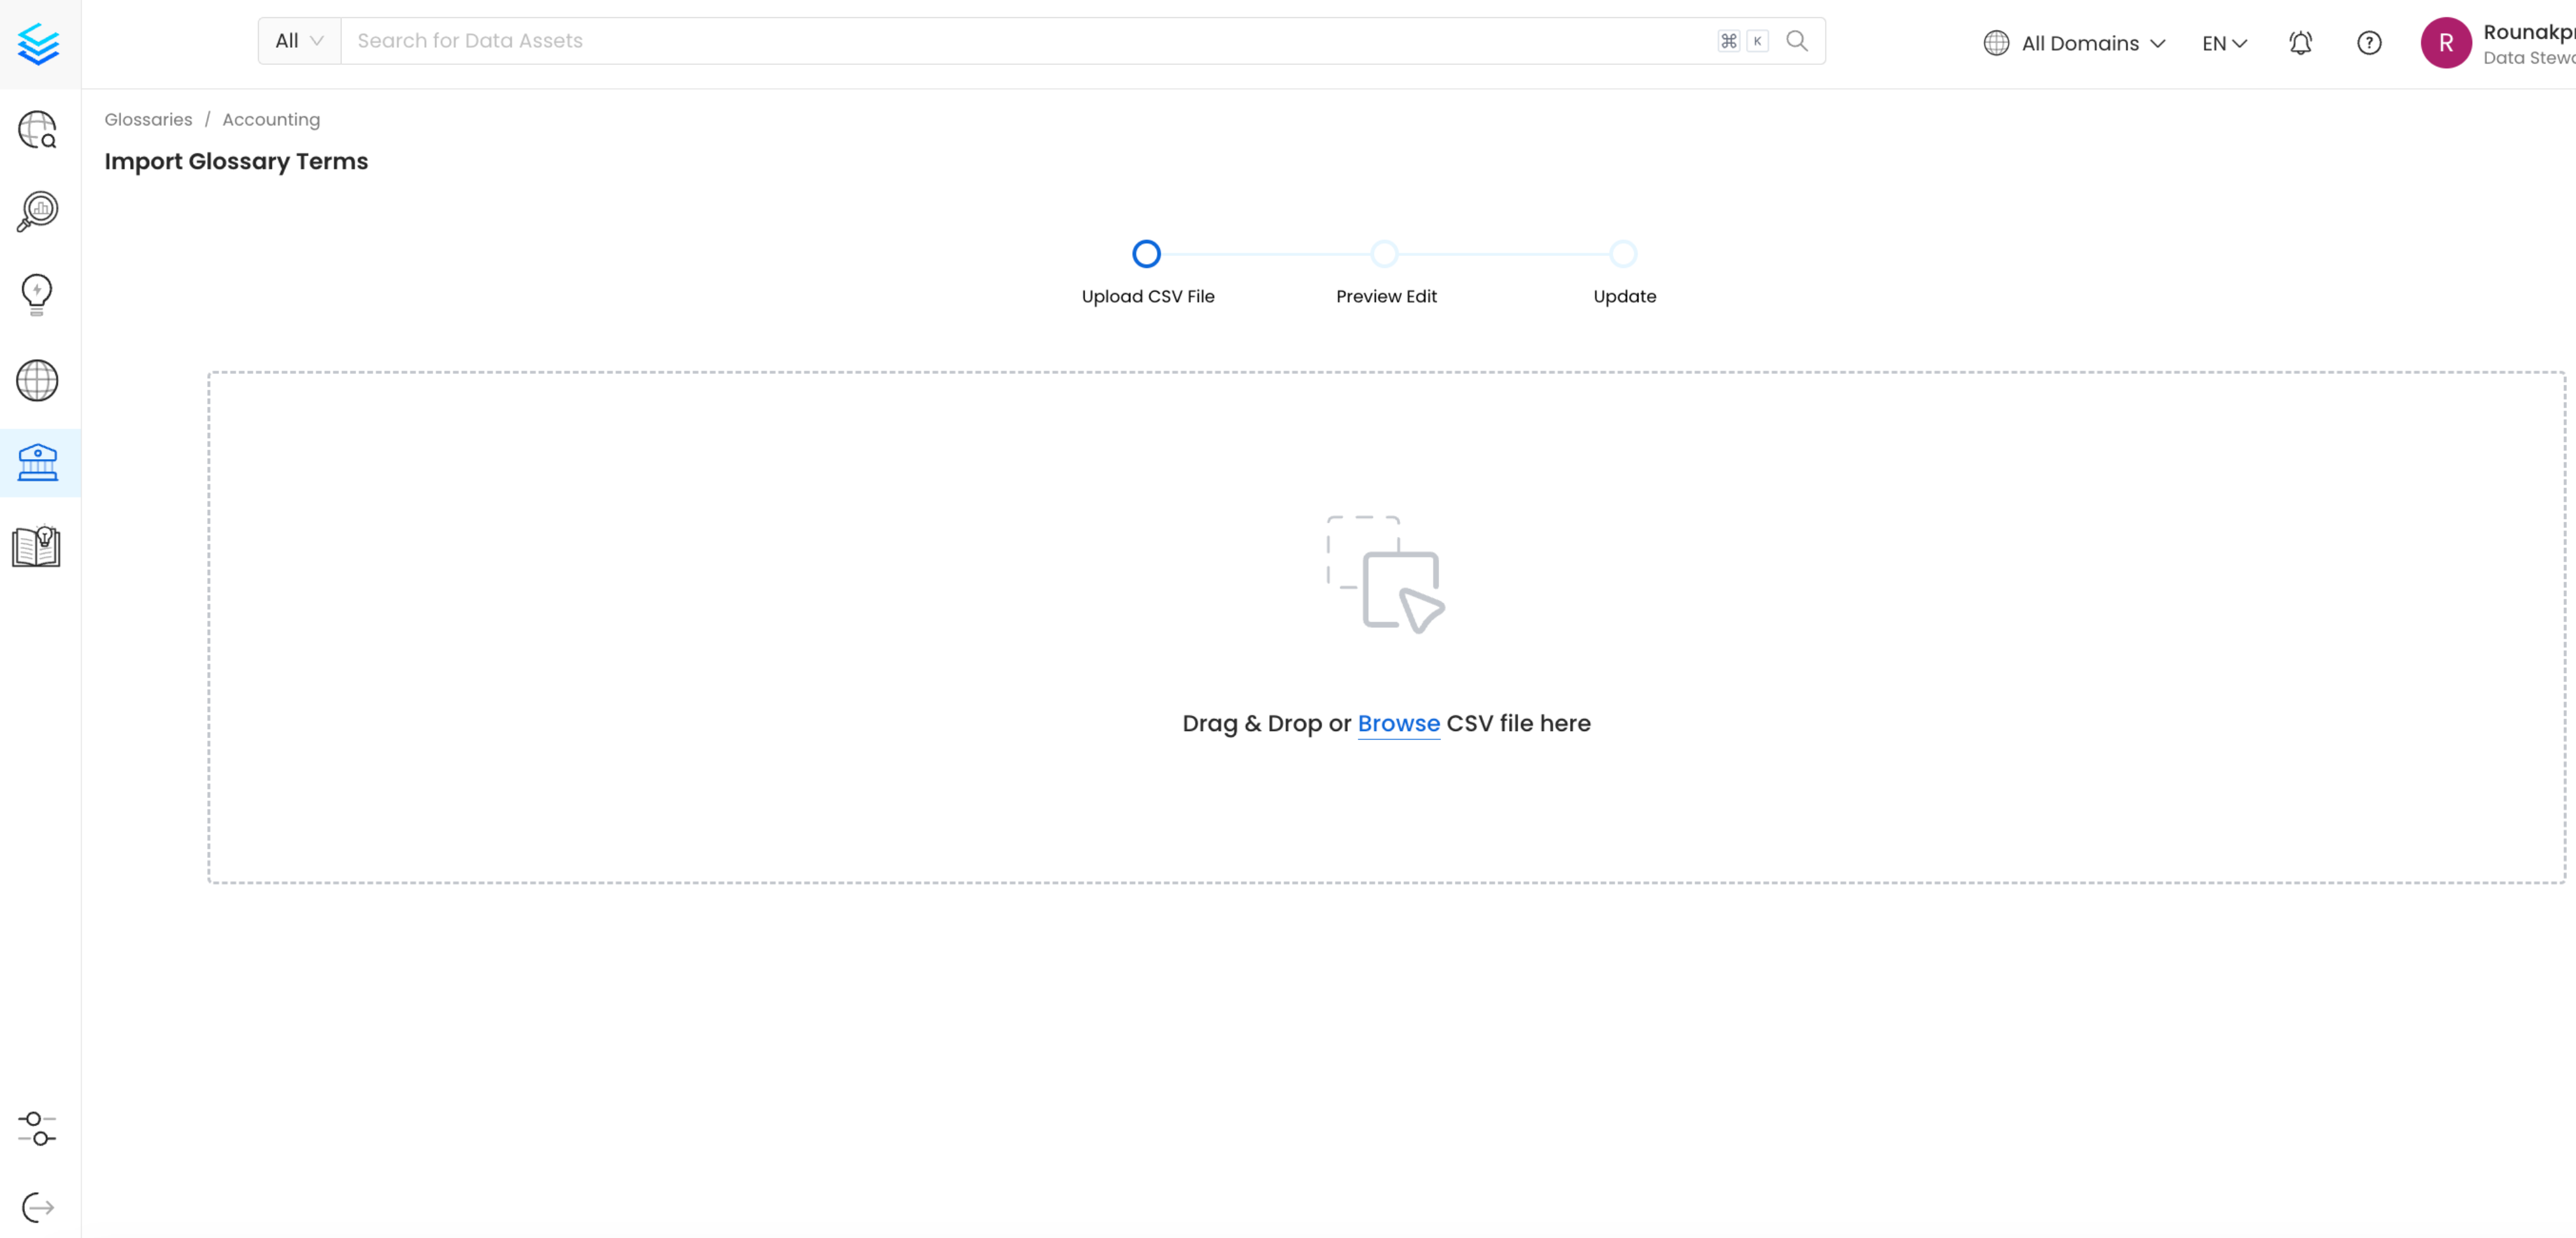 All
Search for Data Assets
⌘ K
All Domains
EN
R
Rounakpr
Data Stewa
Glossaries / Accounting
Import Glossary Terms
Upload CSV File
Preview Edit
Update
Drag & Drop or Browse CSV file here